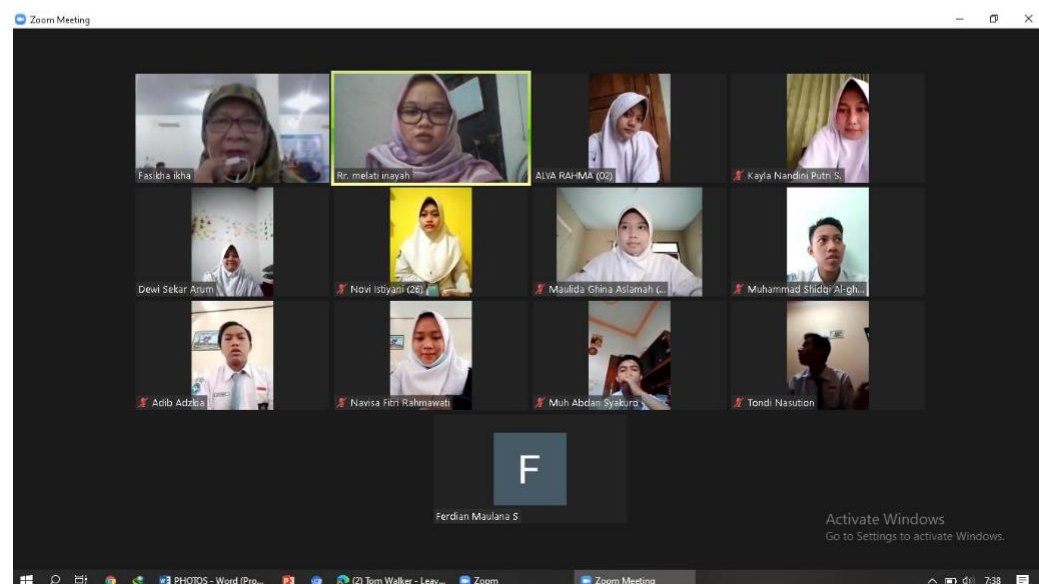 Zoom Meeting
Fasikha ikha
Rr. melati inayah
ALYA RAHMA (02)
Kayla Nandini Putri S.
Dewi Sekar Arum
Novi Istiyani (26)
Maulida Ghina Aslamah (...
Muhammad Shidqi Al-gh...
Adib Adzkia
Navisa Fitri Rahmawati
Muh Abdan Syakuro
Tondi Nasution
F
Ferdian Maulana S
Activate Windows
Go to Settings to activate Windows.
PHOTOS - Word (Pro... (2) Tom Walker - Leav... Zoom Zoom Meeting 7:38